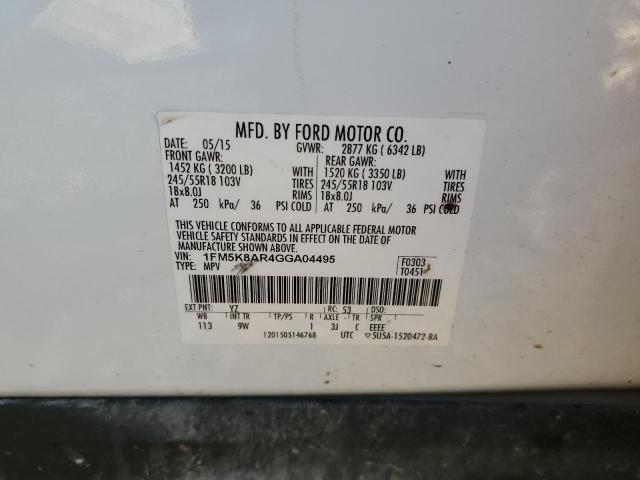 MFD. BY FORD MOTOR CO.
DATE: 05/15 GVWR: 2877 KG ( 6342 LB)
FRONT GAWR: REAR GAWR:
1452 KG ( 3200 LB) WITH 1520 KG ( 3350 LB) WITH
245/55R18 103V TIRES 245/55R18 103V TIRES
18x8.0J RIMS 18x8.0J RIMS
AT 250 kPa/ 36 PSI COLD AT 250 kPa/ 36 PSI COLD
THIS VEHICLE CONFORMS TO ALL APPLICABLE FEDERAL MOTOR
VEHICLE SAFETY AND BUMPER STANDARDS IN EFFECT ON THE DATE OF
MANUFACTURE SHOWN ABOVE.
VIN: 1FM5K8AR4GGA04495 F0303
TYPE: MPV T0451
EXT PNT: YZ RC: 53 DSO:
WB INT TR TP/PS R AXLE TR SPR
113 9W 1 3J C EEEE
1201505146768 UTC 5U5A-1520472-BA